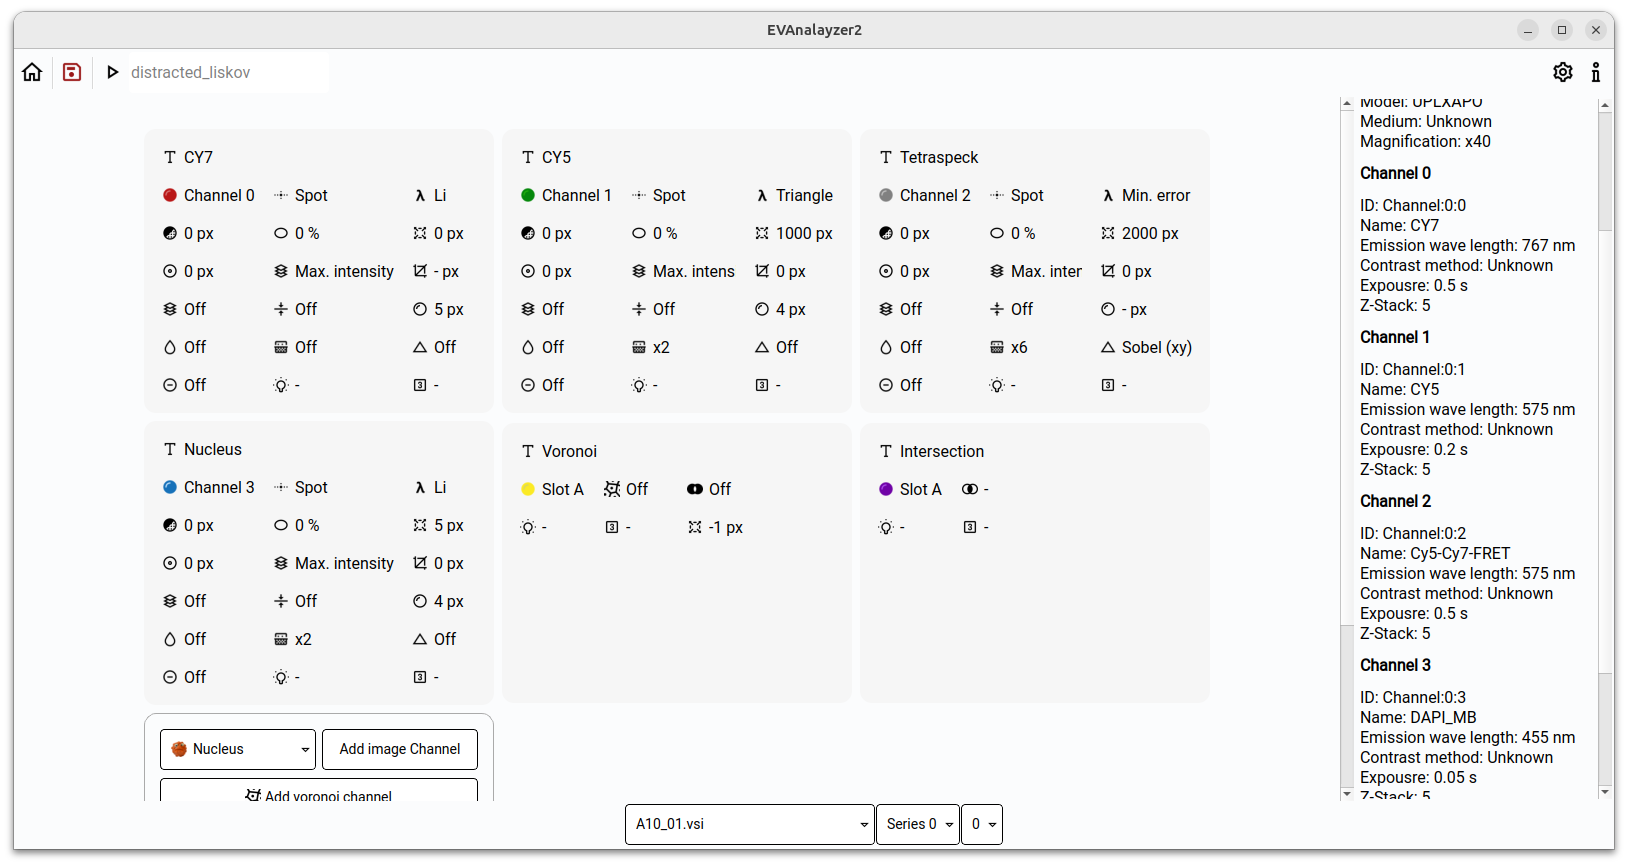 EVAnalayzer2
distracted_liskov
CY7
Channel 0 Spot λ Li
0 px 0 % 0 px
0 px Max. intensity - px
Off Off 5 px
Off Off Off
Off - 3 -
CY5
Channel 1 Spot λ Triangle
0 px 0 % 1000 px
0 px Max. intens 0 px
Off Off 4 px
Off x2 Off
Off - 3 -
Tetraspeck
Channel 2 Spot λ Min. error
0 px 0 % 2000 px
0 px Max. inter 0 px
Off Off - px
Off x6 Sobel (xy)
Off - 3 -
Nucleus
Channel 3 Spot λ Li
0 px 0 % 5 px
0 px Max. intensity 0 px
Off Off 4 px
Off x2 Off
Off - 3 -
Voronoi
Slot A Off Off
- 3 - -1 px
Intersection
Slot A -
- 3 -
Nucleus Add image Channel
Add voronoi channel
Model: UPLXAPO
Medium: Unknown
Magnification: x40
Channel 0
ID: Channel:0:0
Name: CY7
Emission wave length: 767 nm
Contrast method: Unknown
Expousre: 0.5 s
Z-Stack: 5
Channel 1
ID: Channel:0:1
Name: CY5
Emission wave length: 575 nm
Contrast method: Unknown
Expousre: 0.2 s
Z-Stack: 5
Channel 2
ID: Channel:0:2
Name: Cy5-Cy7-FRET
Emission wave length: 575 nm
Contrast method: Unknown
Expousre: 0.5 s
Z-Stack: 5
Channel 3
ID: Channel:0:3
Name: DAPI_MB
Emission wave length: 455 nm
Contrast method: Unknown
Expousre: 0.05 s
Z-Stack: 5
A10_01.vsi Series 0 0